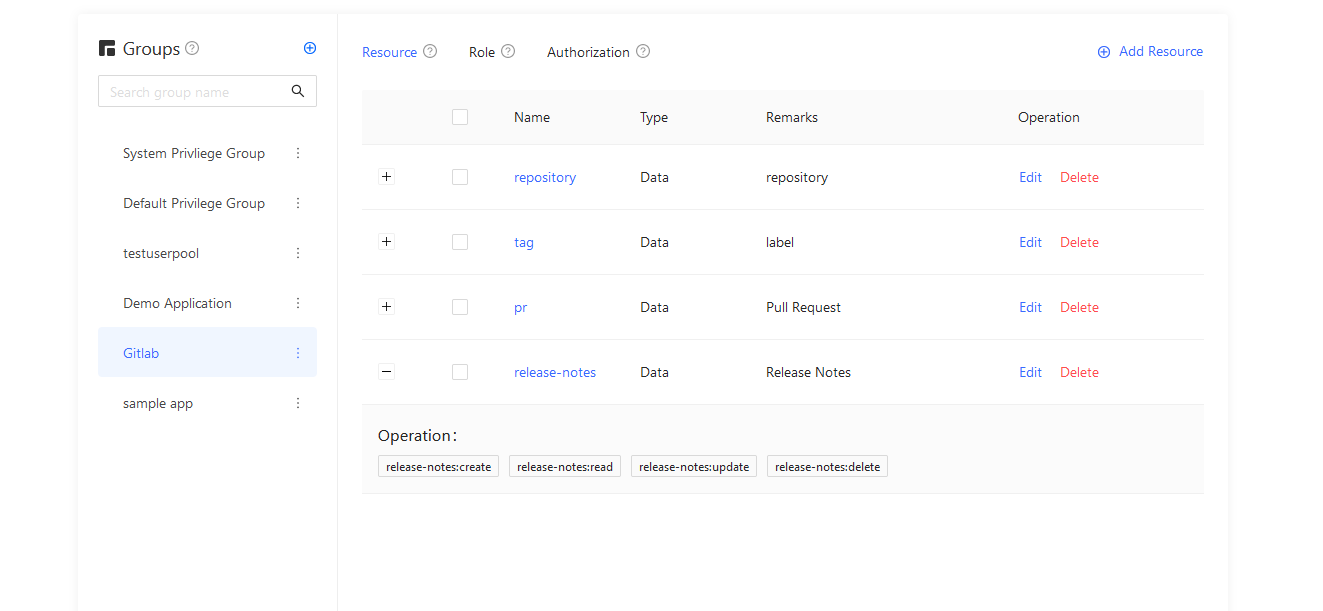 Groups
Search group name
System Privliege Group
Default Privilege Group
testuserpool
Demo Application
Gitlab
sample app
Resource Role Authorization Add Resource
Name Type Remarks Operation
repository Data repository Edit Delete
tag Data label Edit Delete
pr Data Pull Request Edit Delete
release-notes Data Release Notes Edit Delete
Operation：
release-notes:create release-notes:read release-notes:update release-notes:delete